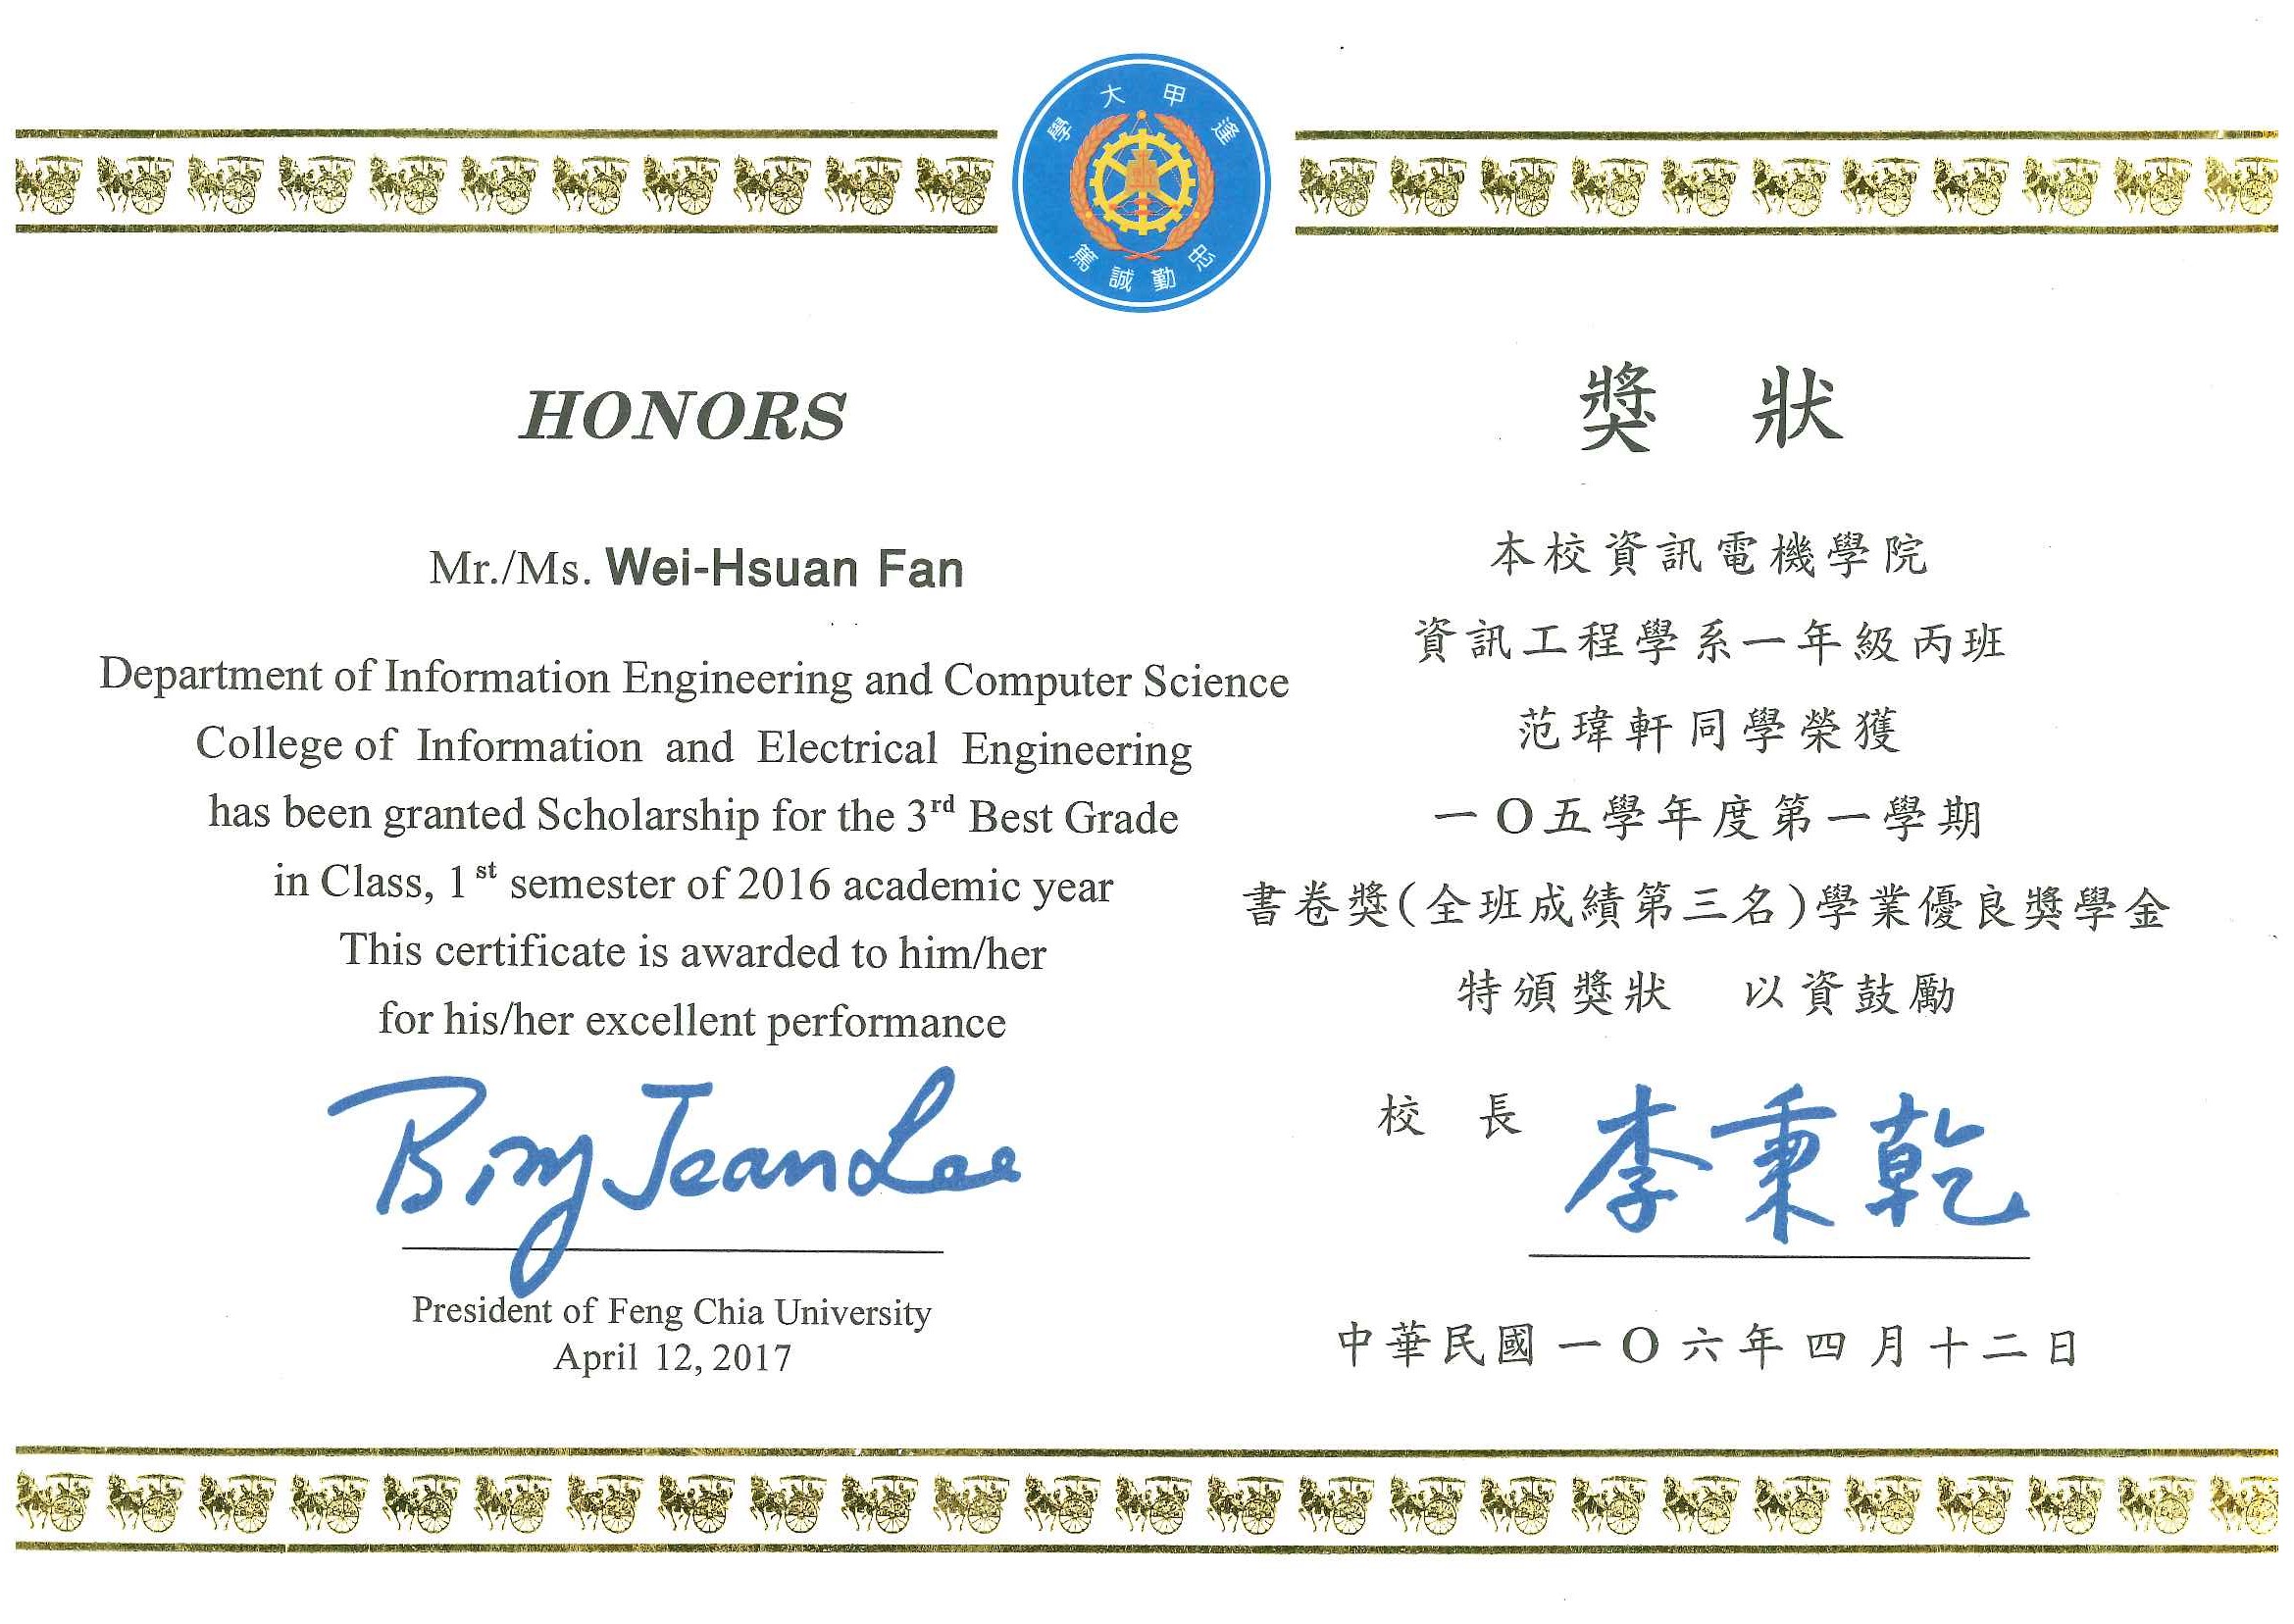 逢甲大學
忠勤誠篤
HONORS
Mr./Ms. Wei-Hsuan Fan
Department of Information Engineering and Computer Science
College of Information and Electrical Engineering
has been granted Scholarship for the 3rd Best Grade
in Class, 1st semester of 2016 academic year
This certificate is awarded to him/her
for his/her excellent performance
Bing Jean Lee
President of Feng Chia University
April 12, 2017
獎 狀
本校資訊電機學院
資訊工程學系一年級丙班
范瑋軒同學榮獲
一O五學年度第一學期
書卷獎(全班成績第三名)學業優良獎學金
特頒獎狀 以資鼓勵
校 長 李秉乾
中華民國一O六年四月十二日